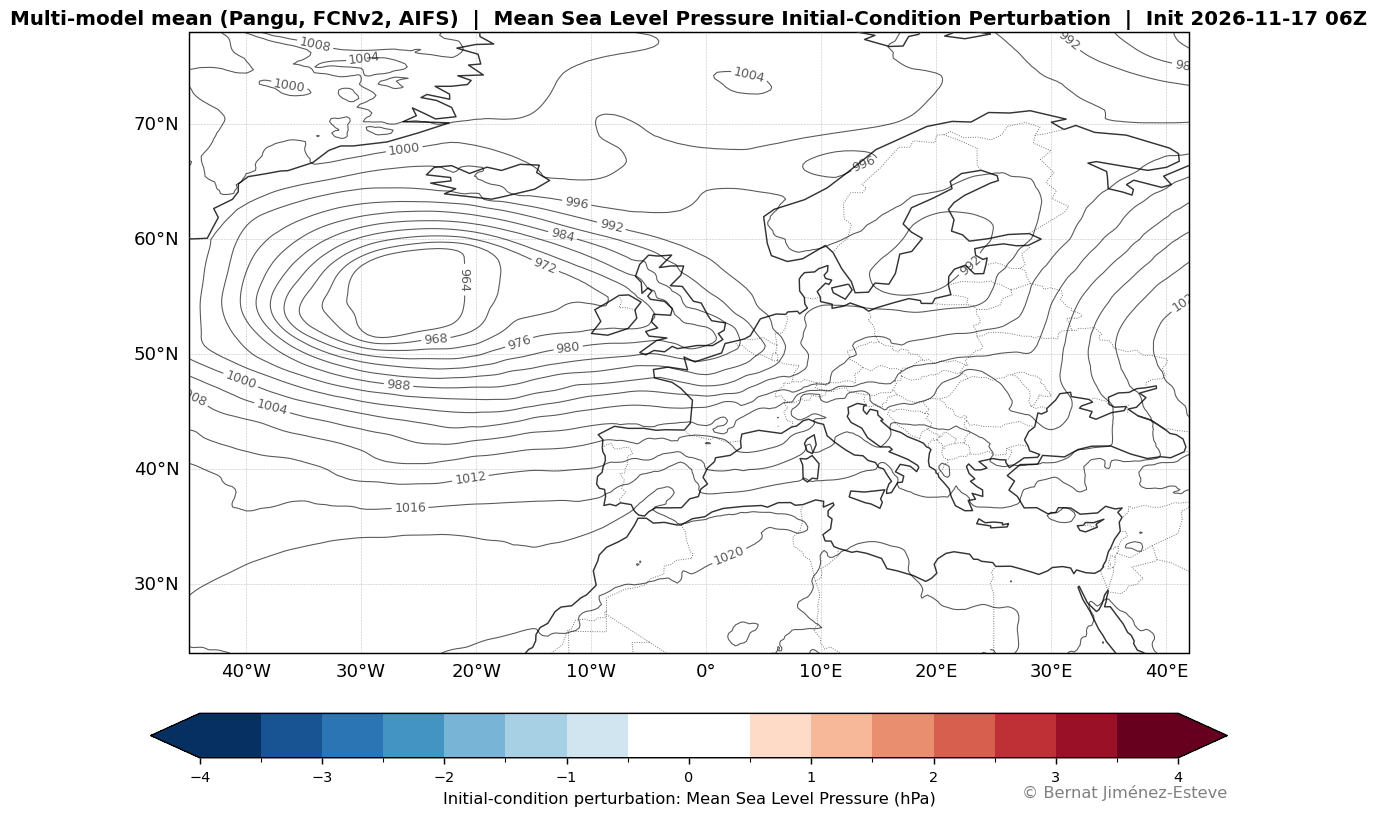 Multi-model mean (Pangu, FCNv2, AIFS) | Mean Sea Level Pressure Initial-Condition Perturbation | Init 2026-11-17 06Z
1008
1004
1000
1004
992
70°N
1000
996
996
992
984
60°N
972
964
992
968
976
980
50°N
988
1000
1004
40°N
1012
1016
1020
30°N
40°W 30°W 20°W 10°W 0° 10°E 20°E 30°E 40°E
−4 −3 −2 −1 0 1 2 3 4
Initial-condition perturbation: Mean Sea Level Pressure (hPa)
© Bernat Jiménez-Esteve